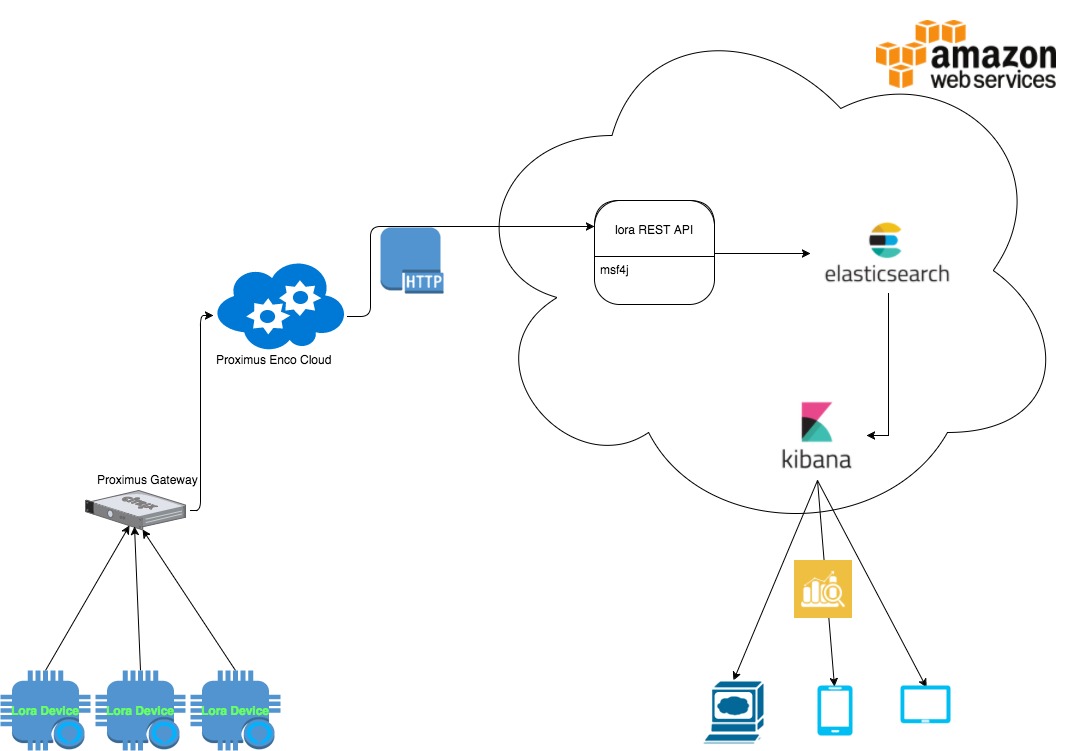 amazon
web services
lora REST API
msf4j
elasticsearch
HTTP
Proximus Enco Cloud
kibana
Proximus Gateway
citrix
Lora Device
Lora Device
Lora Device